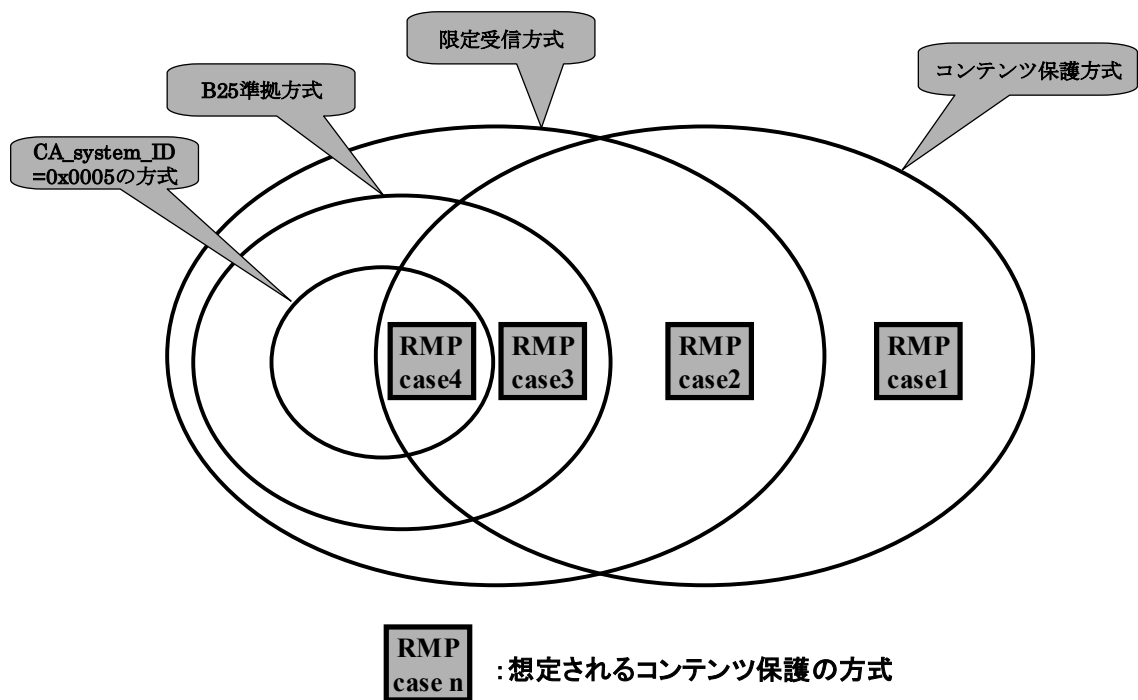 限定受信方式
コンテンツ保護方式
B25準拠方式
CA_system_ID
=0x0005の方式
RMP
case4
RMP
case3
RMP
case2
RMP
case1
RMP
case n
:想定されるコンテンツ保護の方式